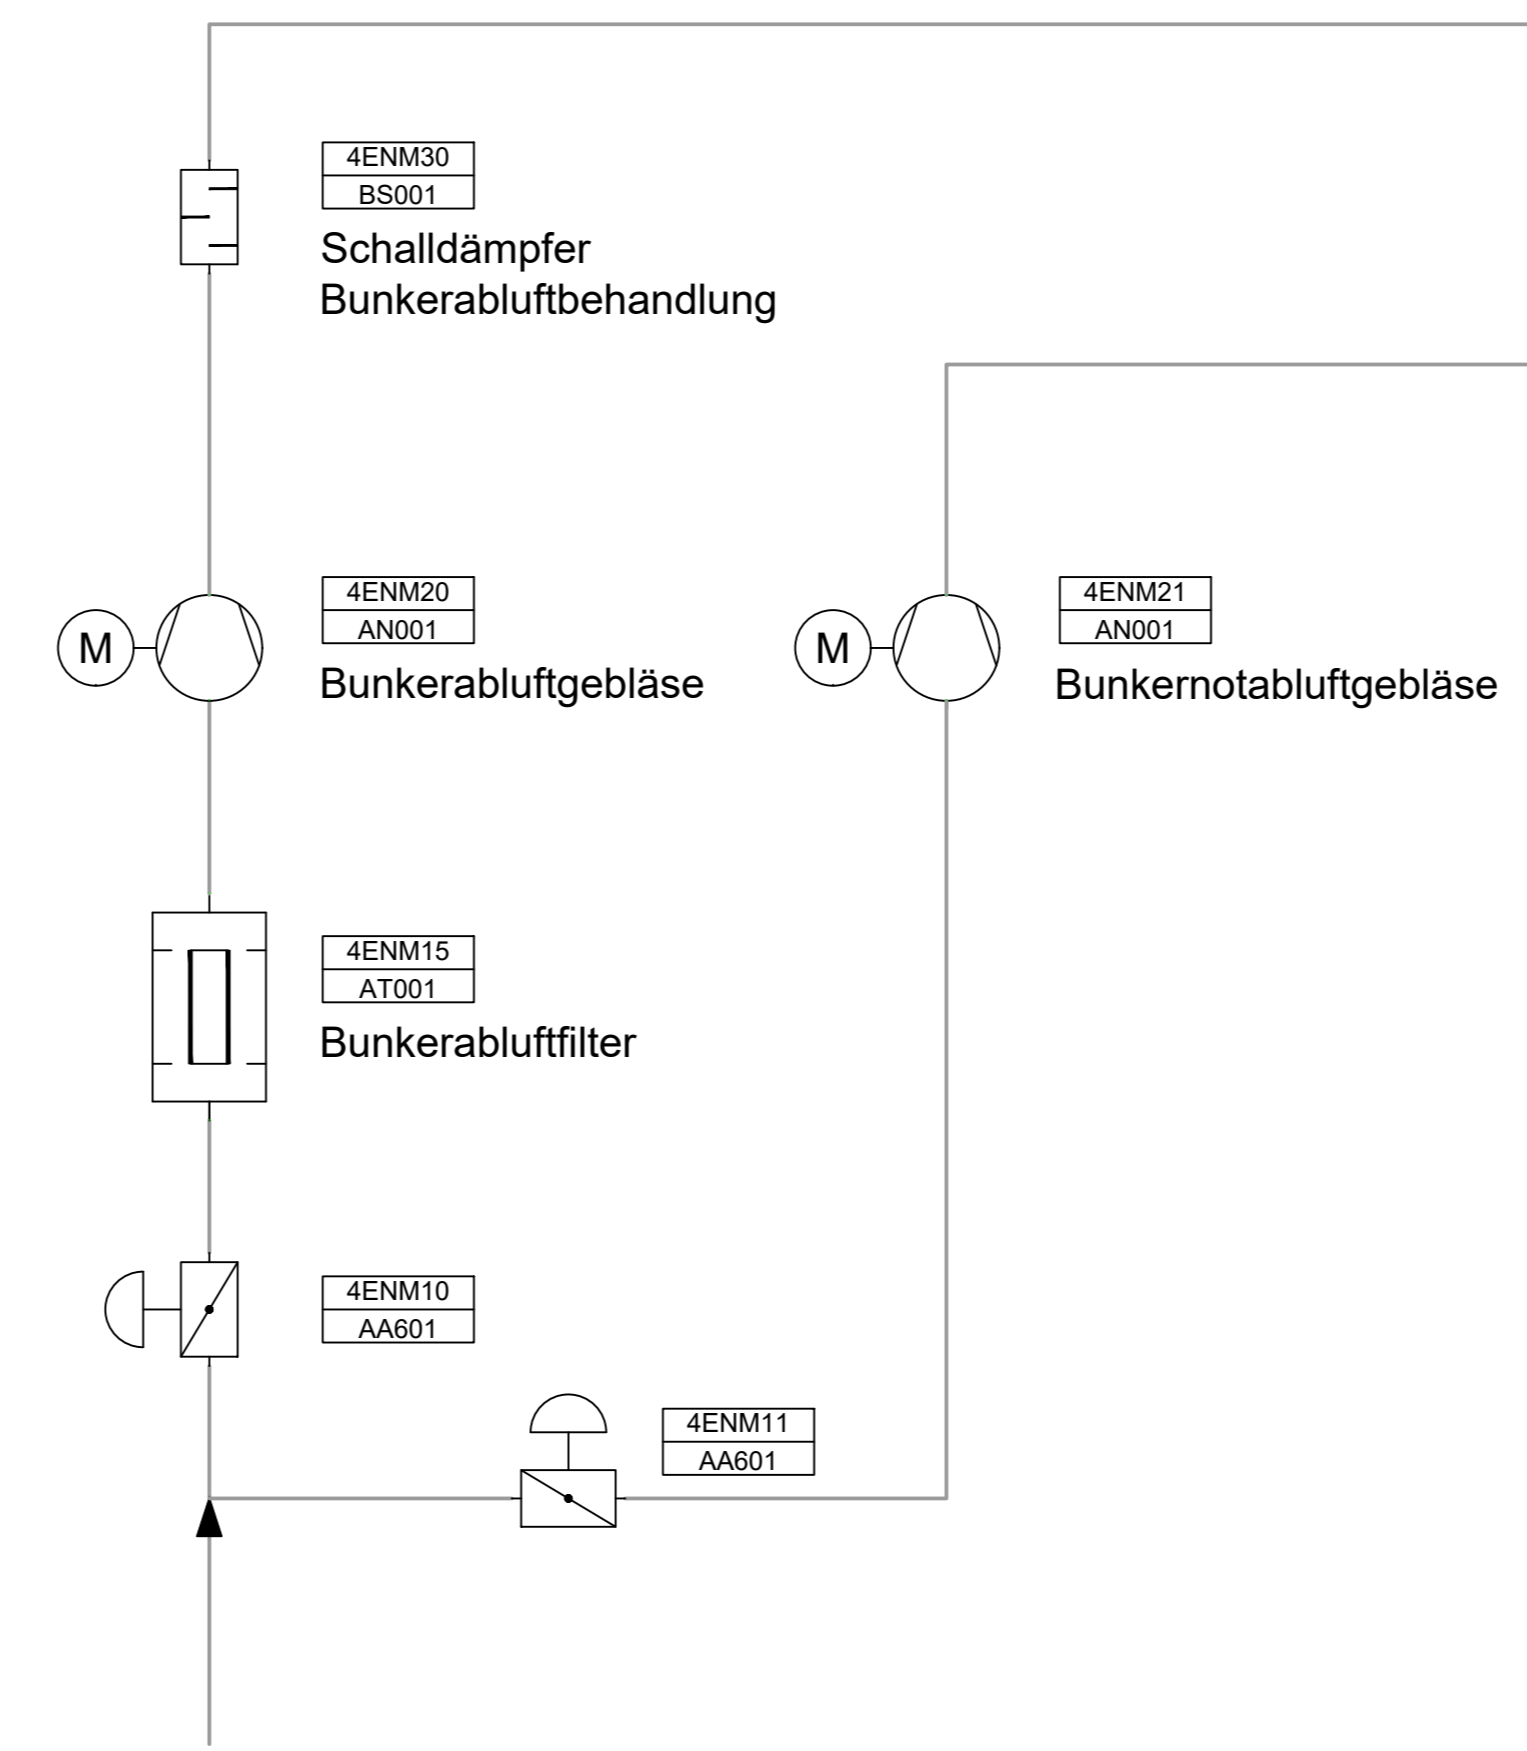 4ENM30
BS001
Schalldämpfer
Bunkerabluftbehandlung
M
4ENM20
AN001
Bunkerabluftgebläse
M
4ENM21
AN001
Bunkernotabluftgebläse
4ENM15
AT001
Bunkerabluftfilter
4ENM10
AA601
4ENM11
AA601